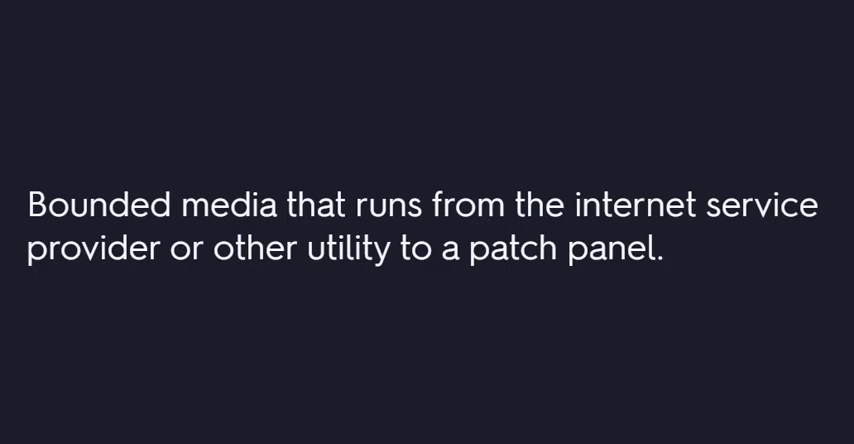 Bounded media that runs from the internet service
provider or other utility to a patch panel.